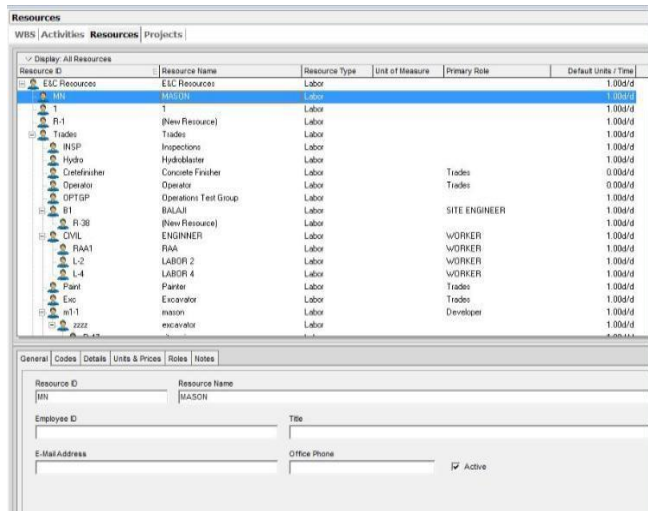 Resources
WBS Activities Resources Projects
Display: All Resources
Resource ID Resource Name Resource Type Unit of Measure Primary Role Default Units / Time
E&C Resources E&C Resources Labor 1.00d/d
MN MASON Labor 1.00d/d
1 1 Labor 1.00d/d
R-1 (New Resource) Labor 1.00d/d
Trades Trades Labor 1.00d/d
INSP Inspections Labor 1.00d/d
Hydro Hydroblaster Labor 1.00d/d
Cretefinisher Concrete Finisher Labor Trades 0.00d/d
Operator Operator Labor Trades 0.00d/d
OPTGP Operations Test Group Labor 1.00d/d
B1 BALAJI Labor SITE ENGINEER 1.00d/d
R-38 (New Resource) Labor 1.00d/d
CIVIL ENGINNER Labor WORKER 1.00d/d
RAA1 RAA Labor WORKER 1.00d/d
L-2 LABOR 2 Labor WORKER 1.00d/d
L-4 LABOR 4 Labor WORKER 1.00d/d
Paint Painter Labor Trades 1.00d/d
Exc Excavator Labor Trades 1.00d/d
m1-1 mason Labor Developer 1.00d/d
zzzz excavator Labor 1.00d/d
General Codes Details Units & Prices Roles Notes
Resource ID Resource Name
MN MASON
Employee ID Title
E-Mail Address Office Phone
Active